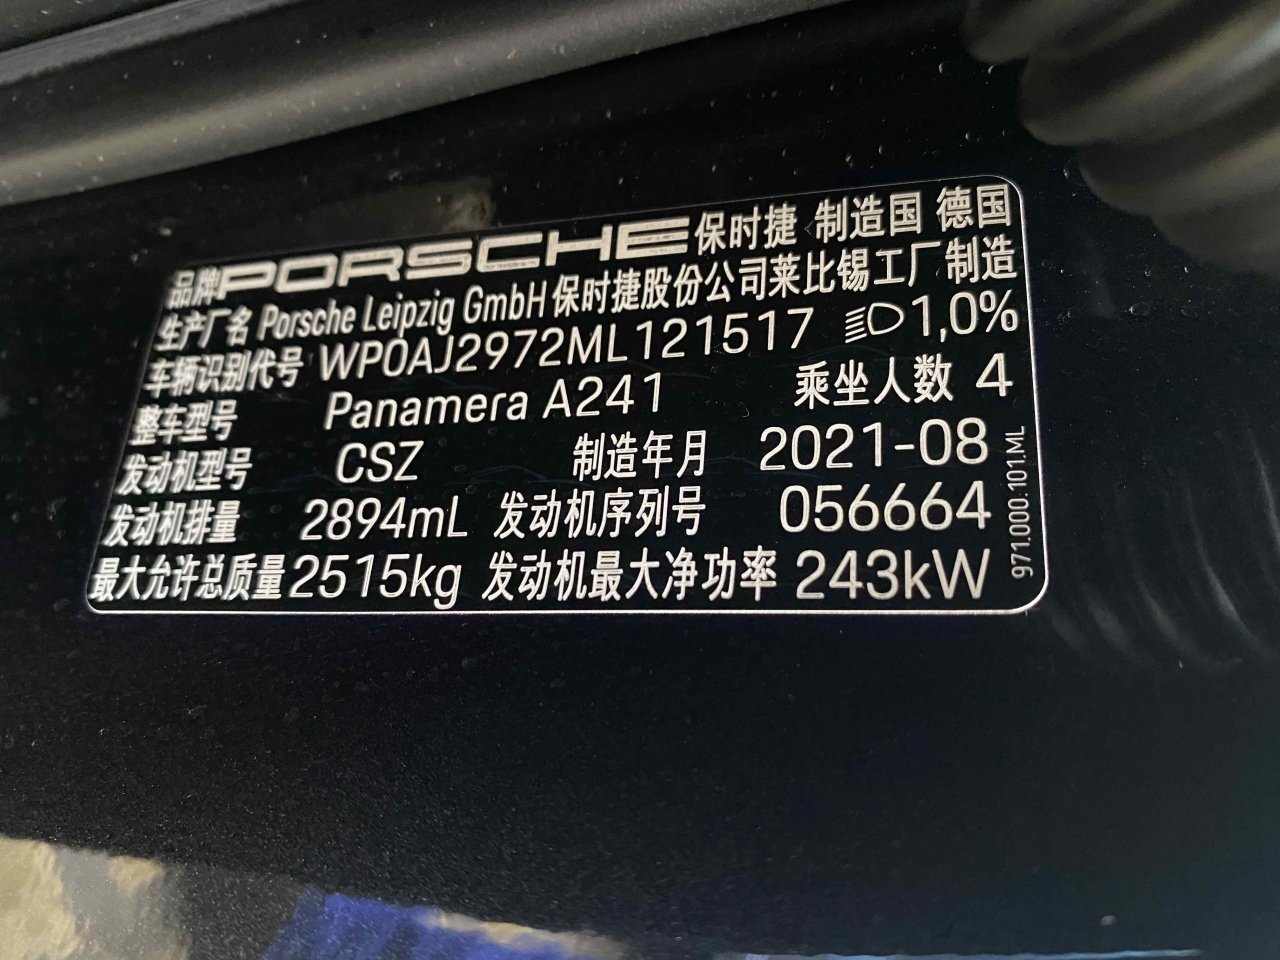 品牌 PORSCHE 保时捷 制造国 德国
生产厂名 Porsche Leipzig GmbH 保时捷股份公司莱比锡工厂制造
车辆识别代号 WP0AJ2972ML121517 1,0%
整车型号 Panamera A241 乘坐人数 4
发动机型号 CSZ 制造年月 2021-08
发动机排量 2894mL 发动机序列号 056664
最大允许总质量 2515kg 发动机最大净功率 243kW
971.000.101.ML